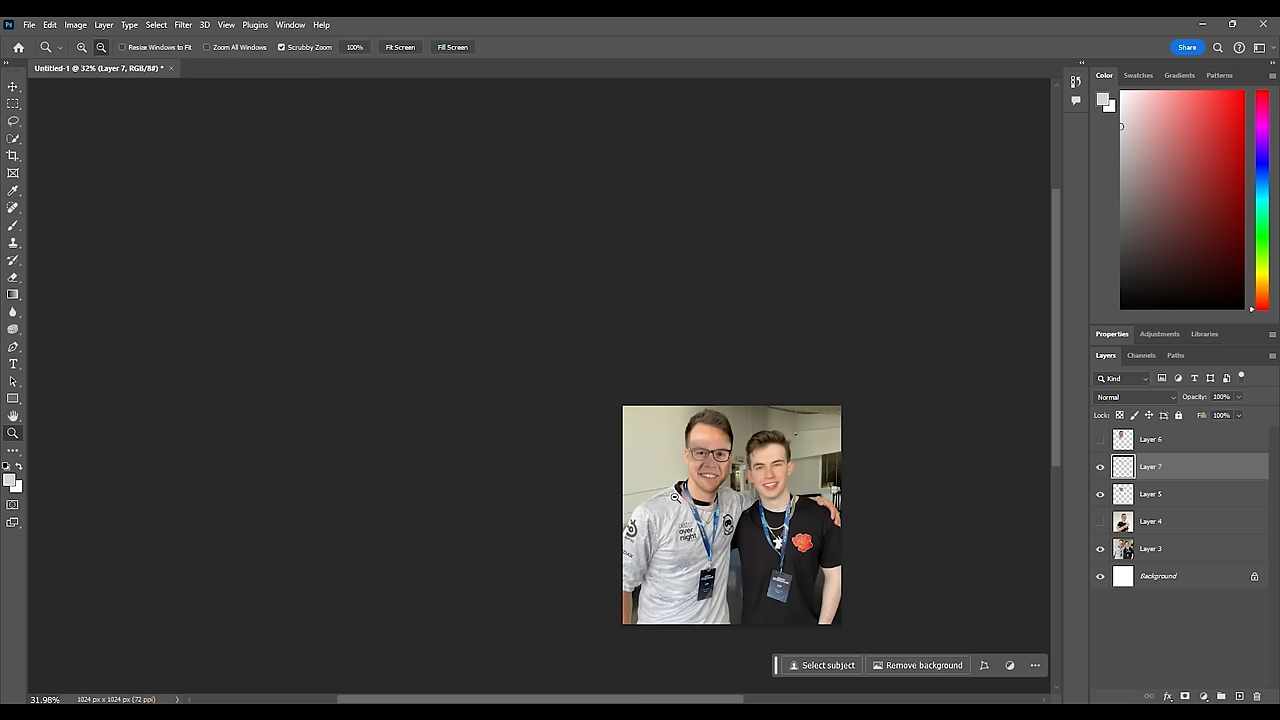 File Edit Image Layer Type Select Filter 3D View Plugins Window Help
Resize Windows to Fit Zoom All Windows Scrubby Zoom 100% Fit Screen Fill Screen Share
Untitled-1 @ 32% (Layer 7, RGB/8#) *
Color Swatches Gradients Patterns
Properties Adjustments Libraries
Layers Channels Paths
Kind
Normal Opacity: 100%
Lock: Fill: 100%
Layer 6
Layer 7
Layer 5
Layer 4
Layer 3
Background
over
night
Select subject Remove background
31.98% 1024 px x 1024 px (72 ppi)